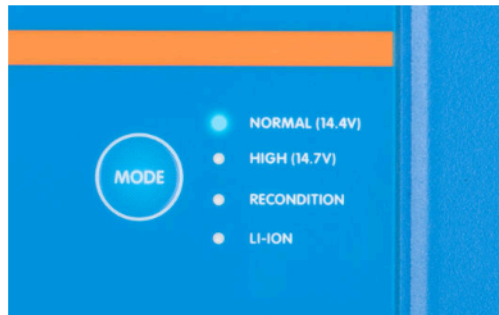 NORMAL (14.4V)
HIGH (14.7V)
MODE
RECONDITION
LI-ION